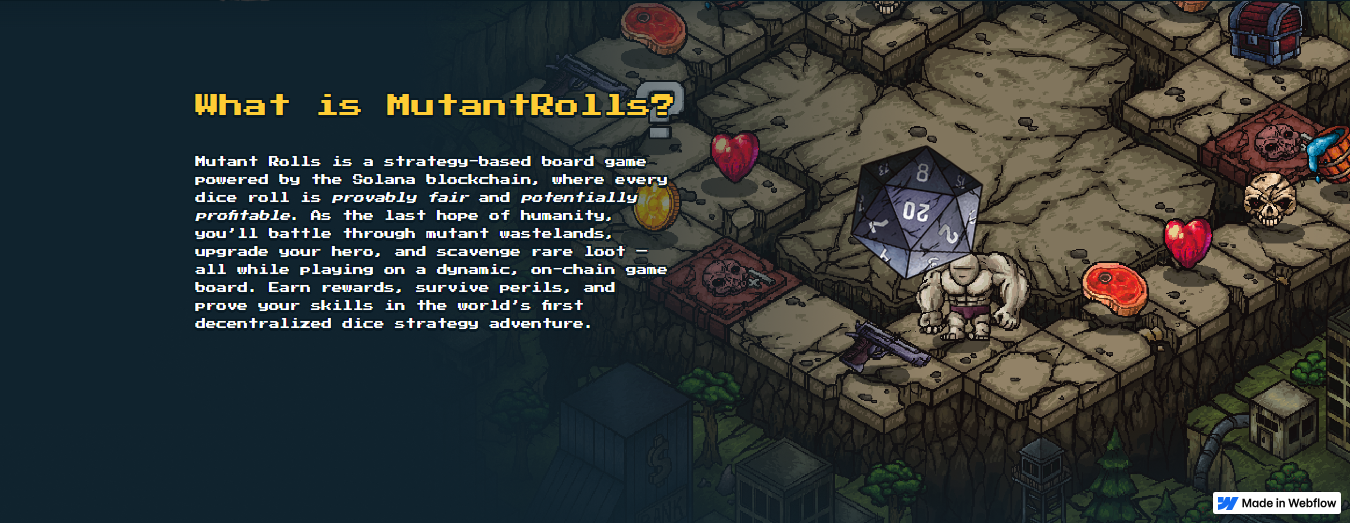 What is MutantRolls?
Mutant Rolls is a strategy-based board game
powered by the Solana blockchain, where every
dice roll is provably fair and potentially
profitable. As the last hope of humanity,
you'll battle through mutant wastelands,
upgrade your hero, and scavenge rare loot —
all while playing on a dynamic, on-chain game
board. Earn rewards, survive perils, and
prove your skills in the world's first
decentralized dice strategy adventure.
8
20
2
Made in Webflow